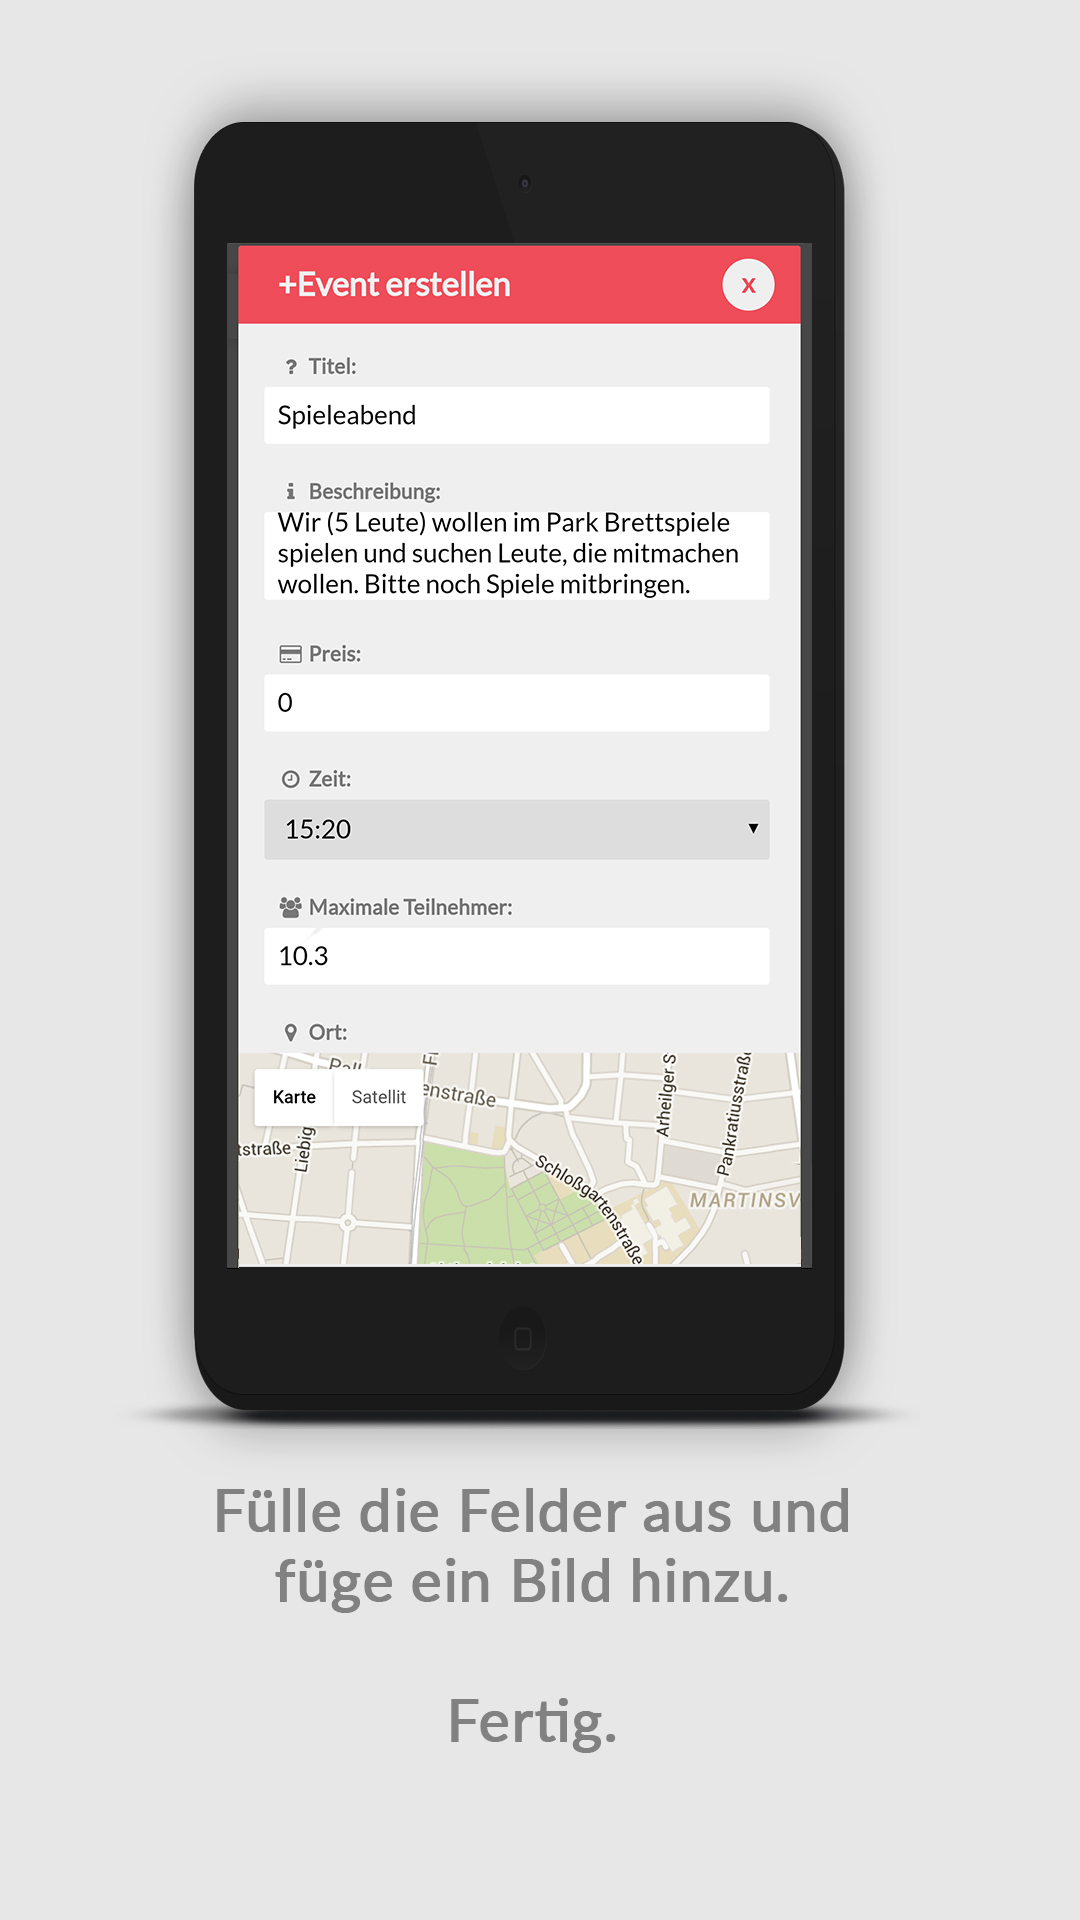 +Event erstellen
x
? Titel:
Spieleabend
i Beschreibung:
Wir (5 Leute) wollen im Park Brettspiele
spielen und suchen Leute, die mitmachen
wollen. Bitte noch Spiele mitbringen.
Preis:
0
Zeit:
15:20
Maximale Teilnehmer:
10.3
Ort:
Karte
Satellit
enstraße
Arheilger S
Pankratiusstraße
tstraße
Liebig
Schloßgartenstraße
MARTINSV
Fülle die Felder aus und
füge ein Bild hinzu.
Fertig.